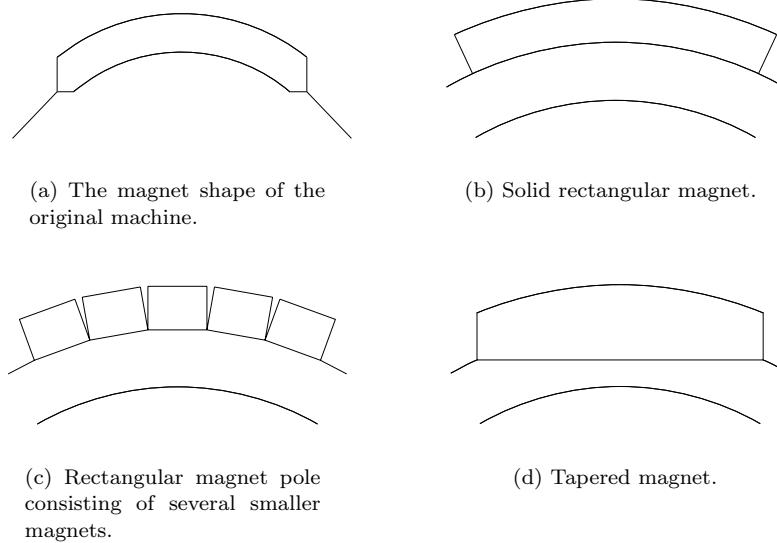 (a) The magnet shape of the
original machine.
(b) Solid rectangular magnet.
(c) Rectangular magnet pole
consisting of several smaller
magnets.
(d) Tapered magnet.